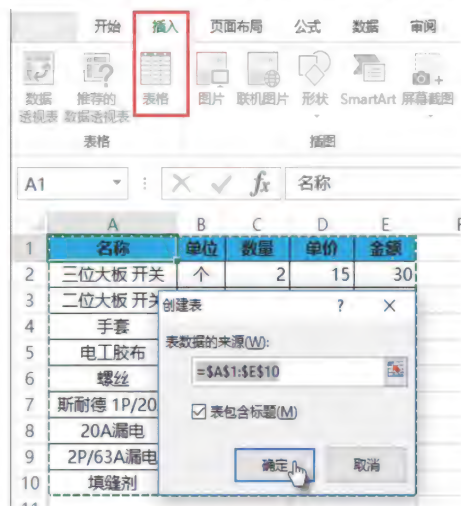 开始 插入 页面布局 公式 数据 审阅
数据透视表 推荐的数据透视表 表格 图片 联机图片 形状 SmartArt 屏幕截图
表格 插图
A1 fx 名称
A B C D E
1 名称 单位 数量 单价 金额
2 三位大板 开关 个 2 15 30
3 二位大板 开关
创建表 ? ×
4 手套
表数据的来源(W):
5 电工胶布
=$A$1:$E$10
6 螺丝
7 斯耐德 1P/20
表包含标题(M)
8 20A漏电
9 2P/63A漏电
确定 取消
10 填缝剂